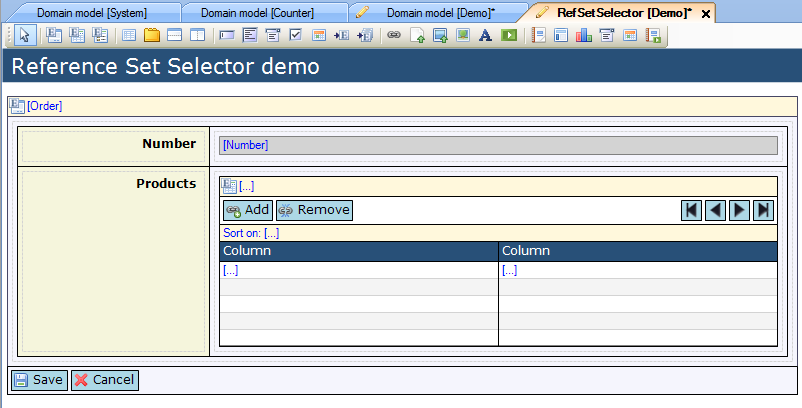 Domain model [System] Domain model [Counter] Domain model [Demo]* RefSetSelector [Demo]*
Reference Set Selector demo
[Order]
Number [Number]
Products [...]
Add Remove
Sort on: [...]
Column Column
[...] [...]
Save Cancel